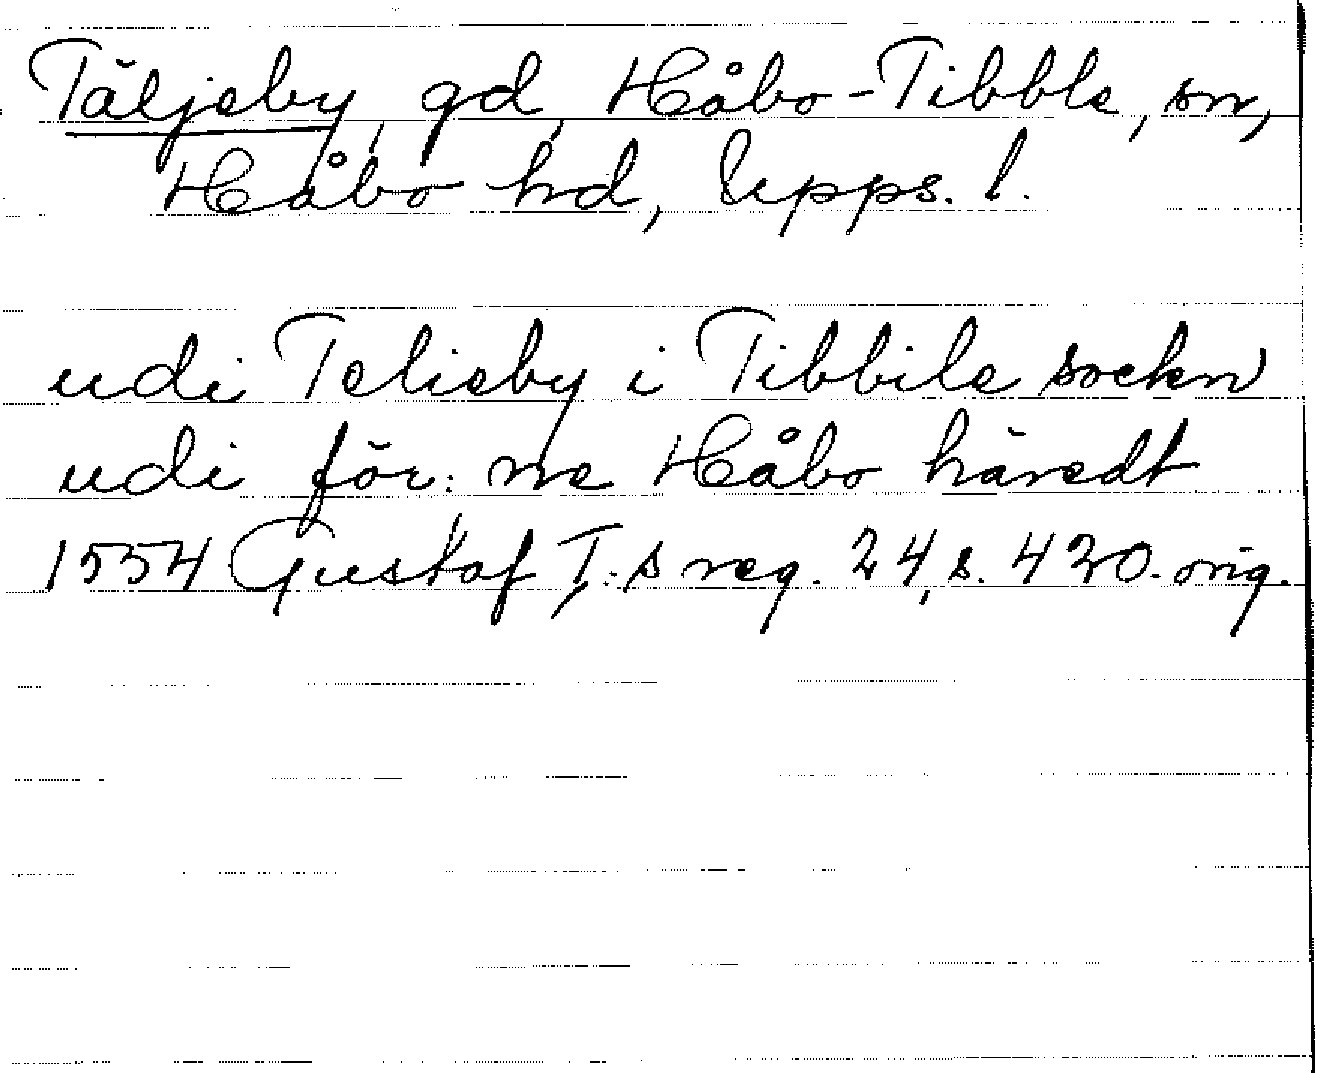 Täljeby, gd, Håbo-Tibble, sn,
Håbo hd, Upps. l.
udi Telieby i Tibbile sockn
udi för:ne Håbo häredt
1554 Gustaf I:s reg. 24, s. 420. orig.